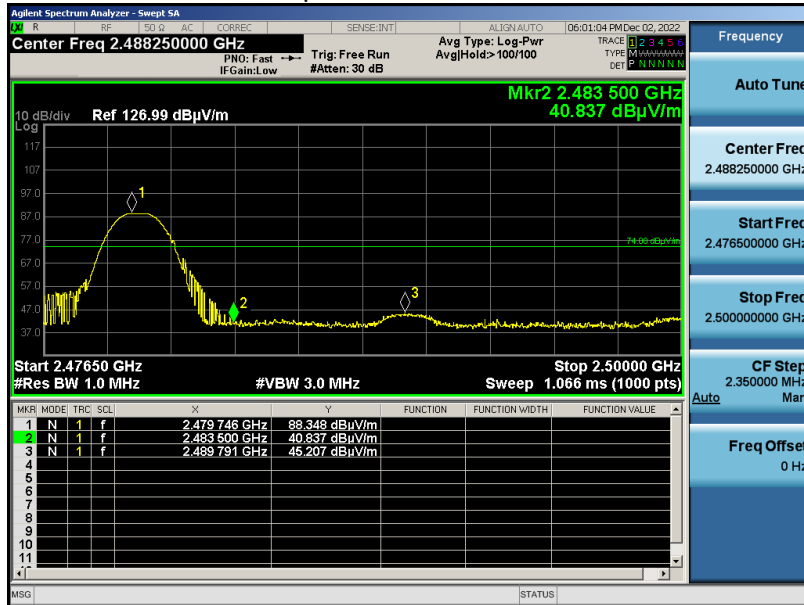 Agilent Spectrum Analyzer - Swept SA
LXI R RF 50 Ω AC CORREC SENSE:INT ALIGN AUTO 06:01:04 PM Dec 02, 2022
Center Freq 2.488250000 GHz
PNO: Fast
IFGain:Low
Trig: Free Run
#Atten: 30 dB
Avg Type: Log-Pwr
Avg|Hold:>100/100
TRACE 1 2 3 4 5 6
TYPE M
DET P N N N N N
Mkr2 2.483 500 GHz
40.837 dBμV/m
10 dB/div Ref 126.99 dBμV/m
Log
117
107
97.0
87.0
77.0
67.0
57.0
47.0
37.0
1
2
3
74.00 dBμV/m
Start 2.47650 GHz Stop 2.50000 GHz
#Res BW 1.0 MHz #VBW 3.0 MHz Sweep 1.066 ms (1000 pts)
MKR MODE TRC SCL X Y FUNCTION FUNCTION WIDTH FUNCTION VALUE
1 N 1 f 2.479 746 GHz 88.348 dBμV/m
2 N 1 f 2.483 500 GHz 40.837 dBμV/m
3 N 1 f 2.489 791 GHz 45.207 dBμV/m
4
5
6
7
8
9
10
11
MSG STATUS
Frequency
Auto Tune
Center Freq
2.488250000 GHz
Start Freq
2.476500000 GHz
Stop Freq
2.500000000 GHz
CF Step
2.350000 MHz
Auto Man
Freq Offset
0 Hz